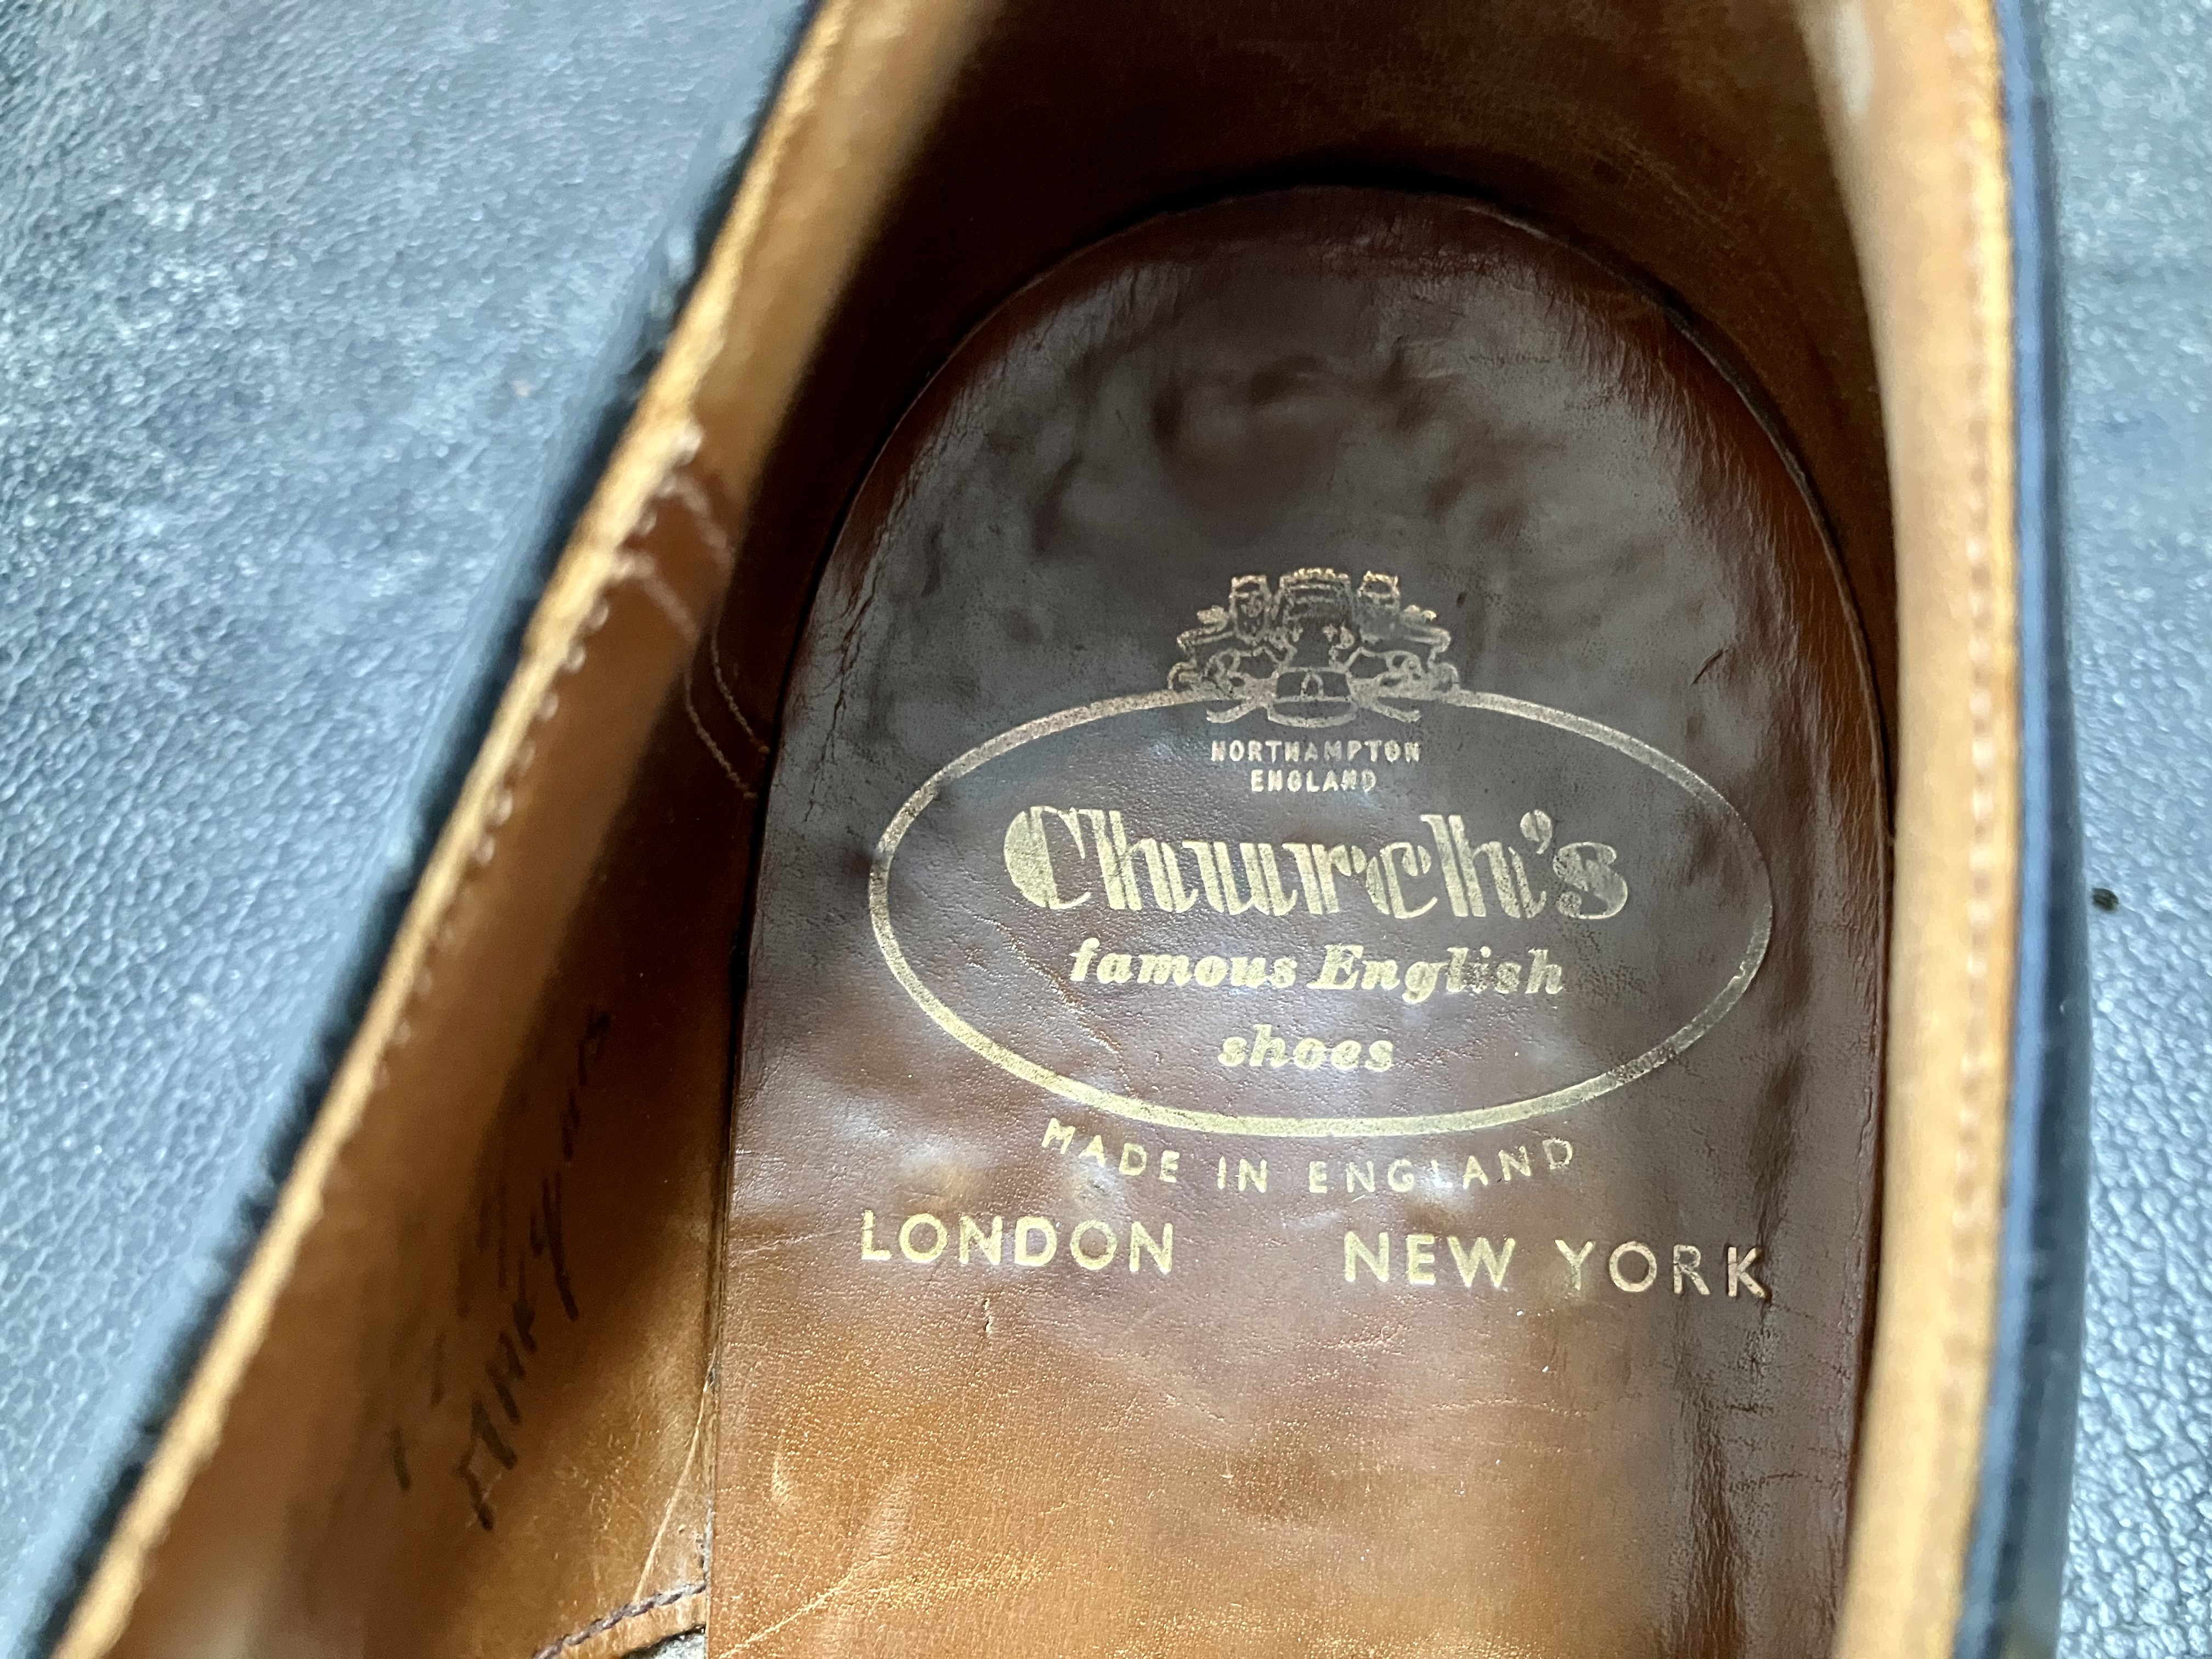 NORTHAMPTON
ENGLAND
Church's
famous English
shoes
MADE IN ENGLAND
LONDON NEW YORK